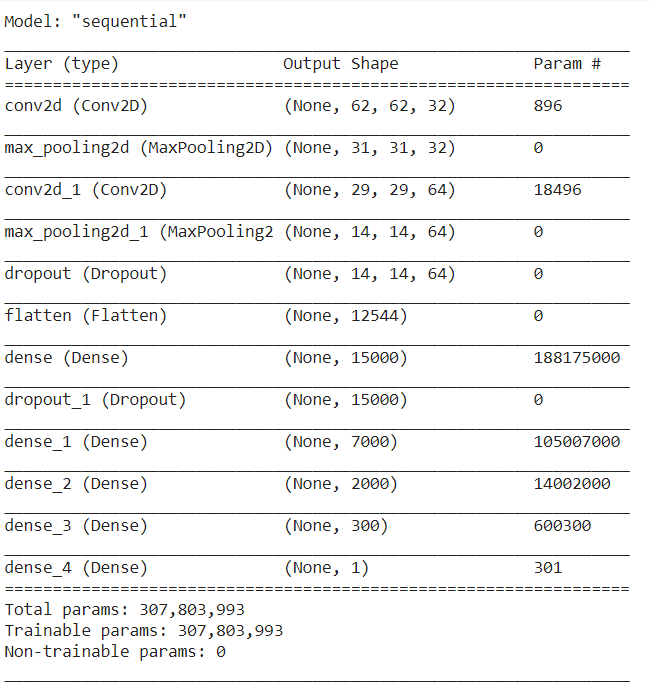 Model: "sequential"
_________________________________________________________________
Layer (type)                 Output Shape              Param #
=================================================================
conv2d (Conv2D)              (None, 62, 62, 32)        896
_________________________________________________________________
max_pooling2d (MaxPooling2D) (None, 31, 31, 32)        0
_________________________________________________________________
conv2d_1 (Conv2D)            (None, 29, 29, 64)        18496
_________________________________________________________________
max_pooling2d_1 (MaxPooling2 (None, 14, 14, 64)        0
_________________________________________________________________
dropout (Dropout)            (None, 14, 14, 64)        0
_________________________________________________________________
flatten (Flatten)            (None, 12544)             0
_________________________________________________________________
dense (Dense)                (None, 15000)             188175000
_________________________________________________________________
dropout_1 (Dropout)          (None, 15000)             0
_________________________________________________________________
dense_1 (Dense)              (None, 7000)              105007000
_________________________________________________________________
dense_2 (Dense)              (None, 2000)              14002000
_________________________________________________________________
dense_3 (Dense)              (None, 300)               600300
_________________________________________________________________
dense_4 (Dense)              (None, 1)                 301
=================================================================
Total params: 307,803,993
Trainable params: 307,803,993
Non-trainable params: 0
_________________________________________________________________